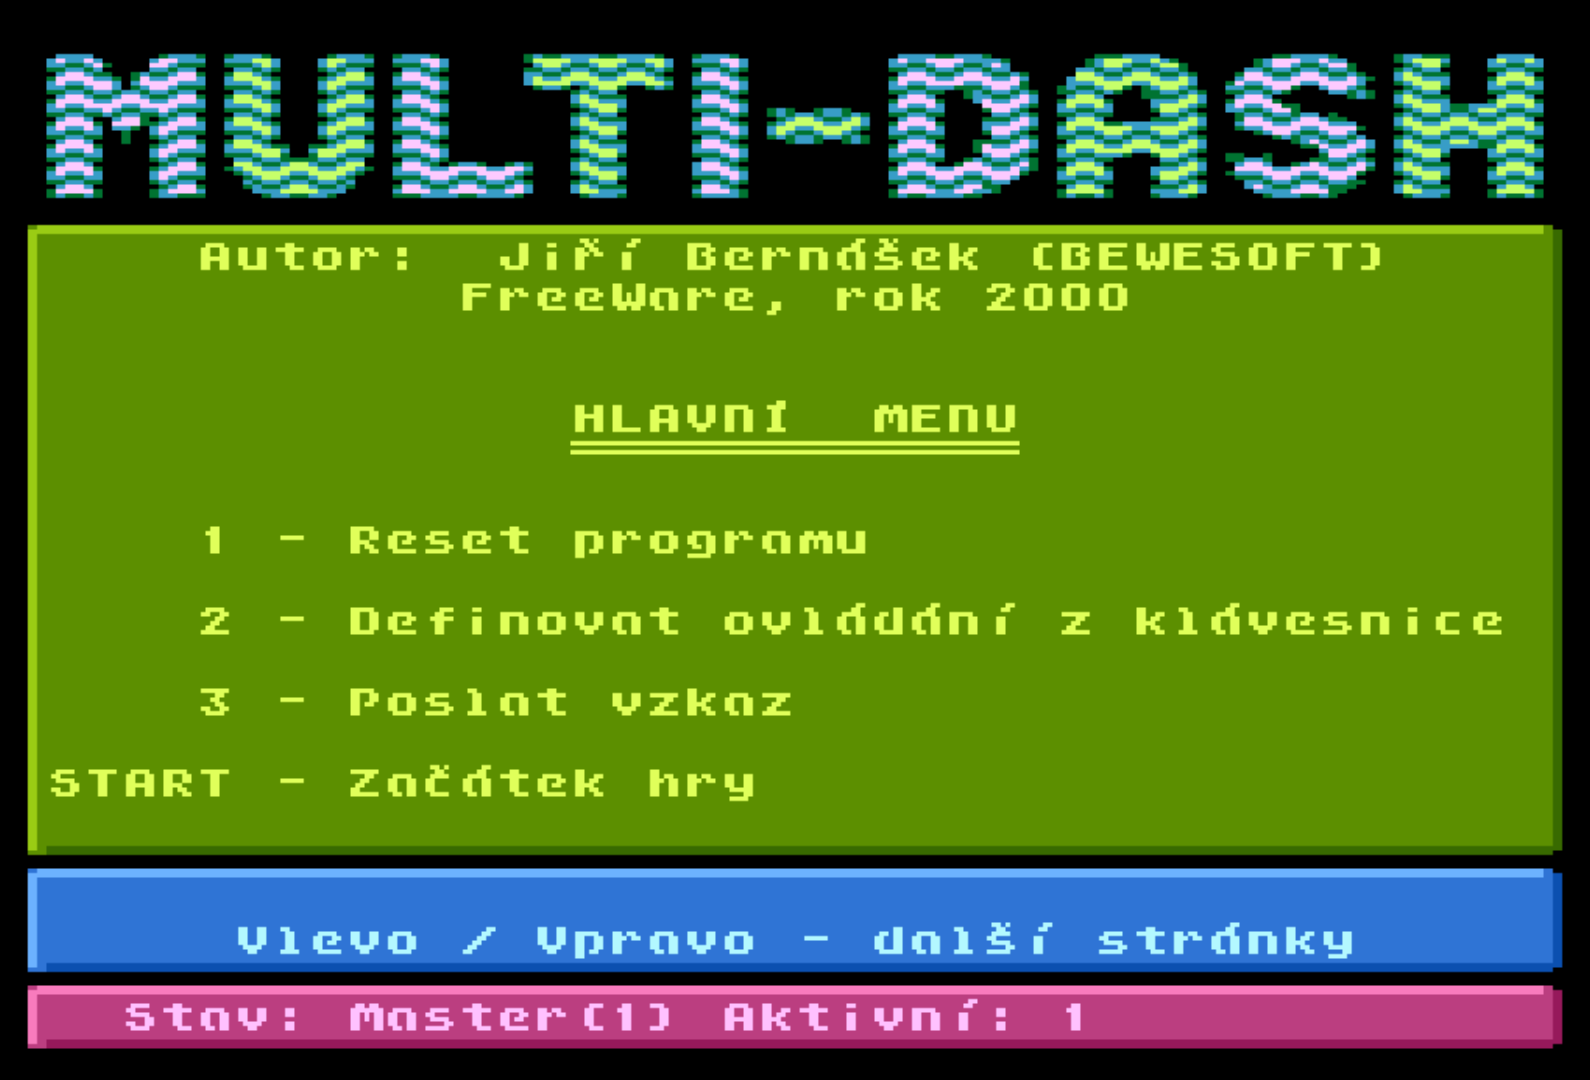 MULTI-DASH
Autor: Jiří Bernášek (BEWESOFT)
FreeWare, rok 2000
HLAVNÍ MENU
1 - Reset programu
2 - Definovat ovládání z klávesnice
3 - Poslat vzkaz
START - Začátek hry
Vlevo / Vpravo - další stránky
Stav: Master(1) Aktivní: 1